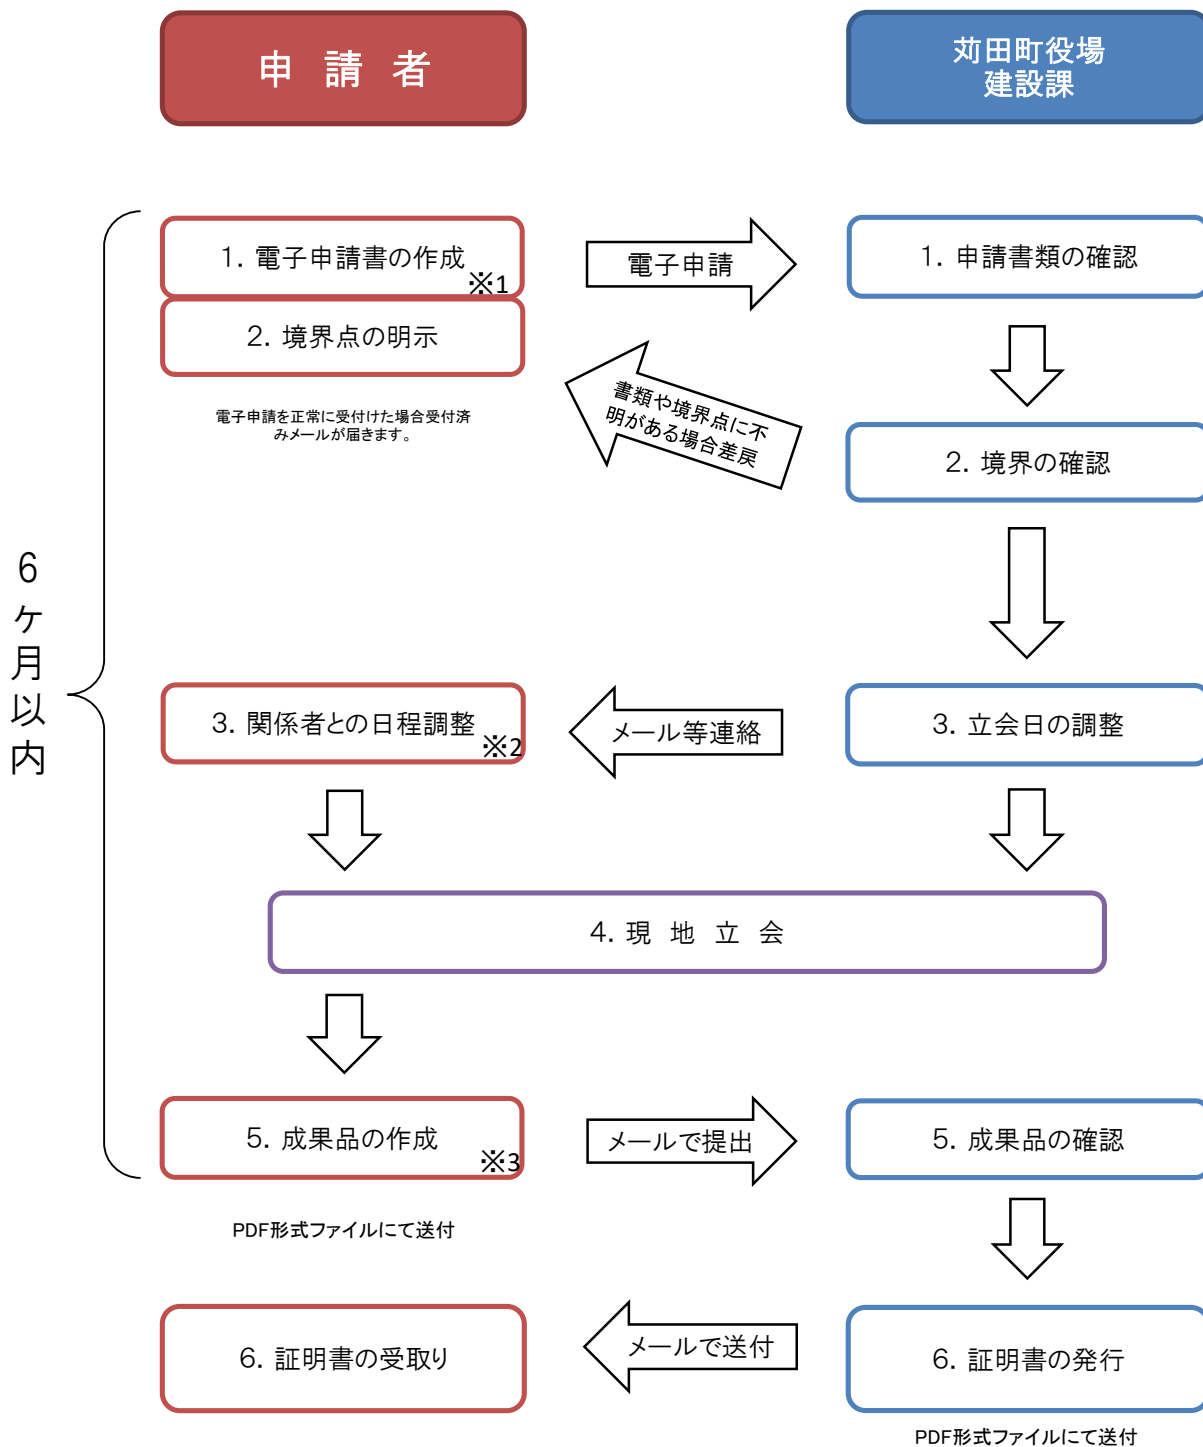 申 請 者
苅田町役場
建設課
1. 電子申請書の作成
※1
電子申請
1. 申請書類の確認
2. 境界点の明示
書類や境界点に不
明がある場合差戻
電子申請を正常に受付けた場合受付済
みメールが届きます。
2. 境界の確認
6ヶ月以内
3. 関係者との日程調整
※2
メール等連絡
3. 立会日の調整
4. 現 地 立 会
5. 成果品の作成
※3
メールで提出
5. 成果品の確認
PDF形式ファイルにて送付
6. 証明書の受取り
メールで送付
6. 証明書の発行
PDF形式ファイルにて送付